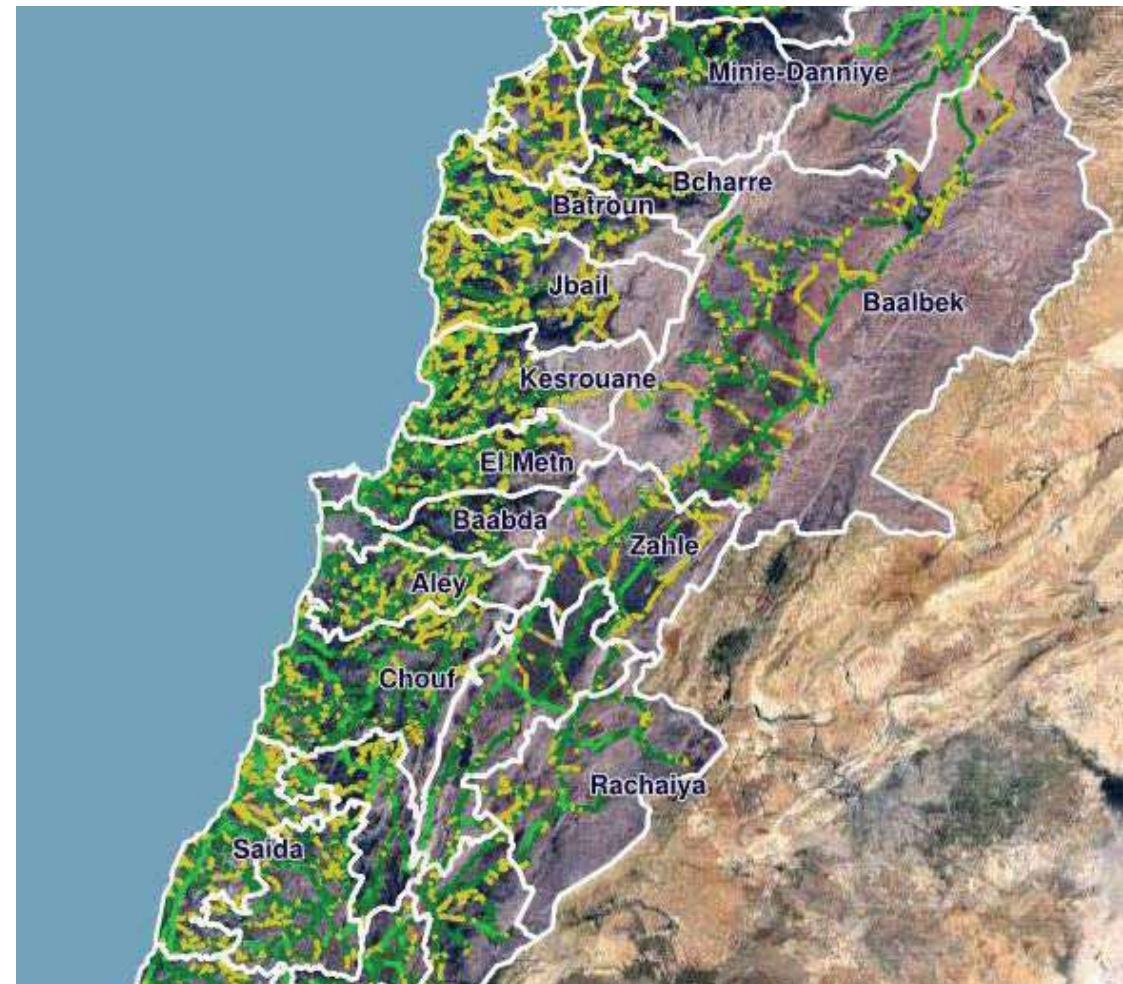 Minie-Danniye
Bcharre
Batroun
Jbail
Baalbek
Kesrouane
El Metn
Baabda
Zahle
Aley
Chouf
Rachaiya
Saida